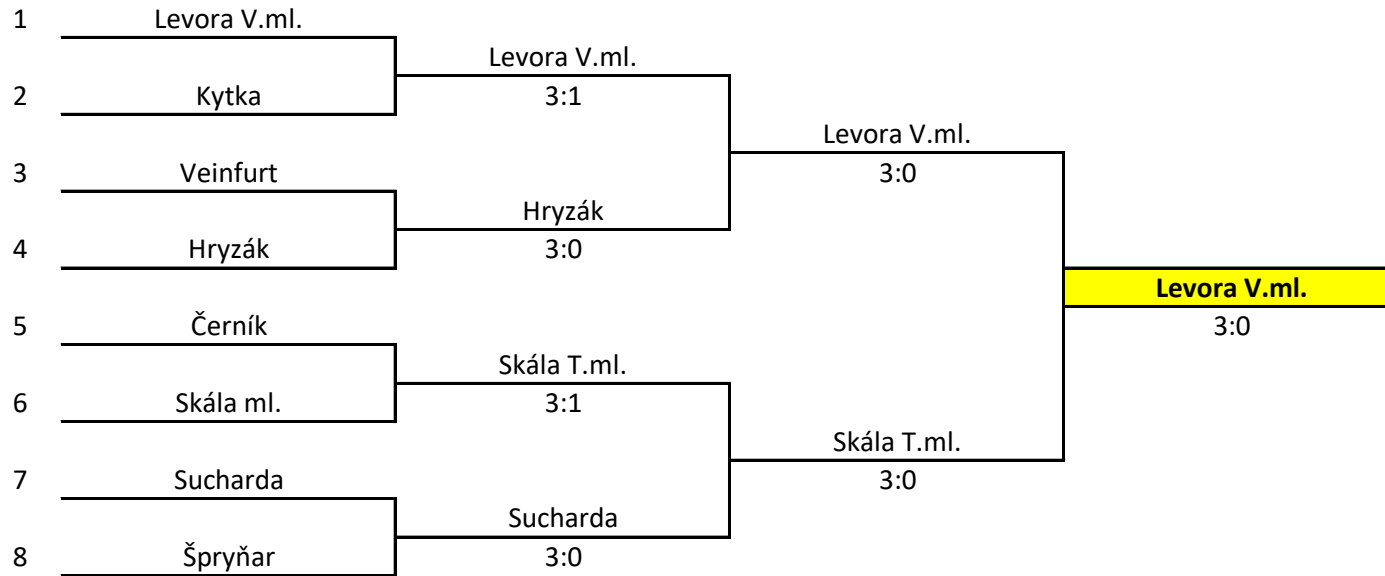 1 Levora V.ml.
Levora V.ml.
2 Kytka 3:1
Levora V.ml.
3 Veinfurt 3:0
Hryzák
4 Hryzák 3:0
Levora V.ml.
5 Černík 3:0
Skála T.ml.
6 Skála ml. 3:1
Skála T.ml.
7 Sucharda 3:0
Sucharda
8 Špryňar 3:0